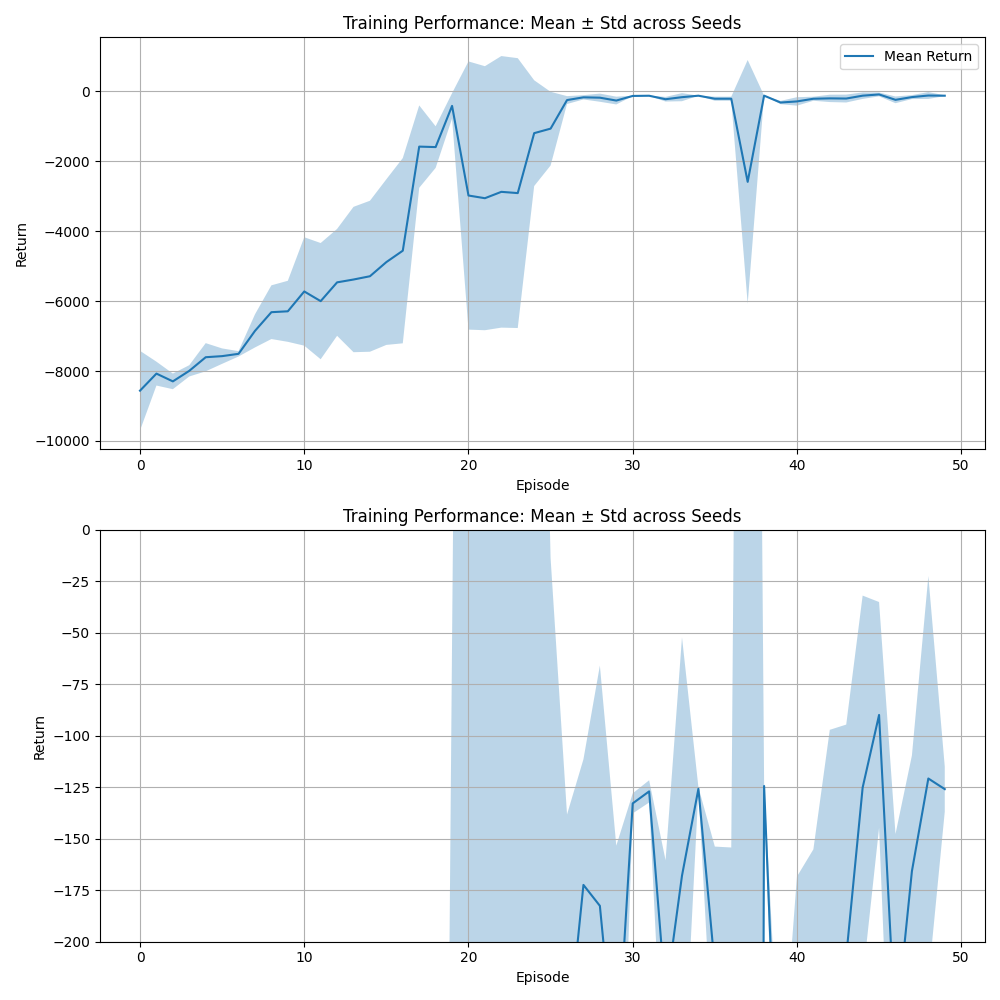 Training Performance: Mean ± Std across Seeds
Mean Return
0
−2000
−4000
−6000
−8000
−10000
Return
0 10 20 30 40 50
Episode
Training Performance: Mean ± Std across Seeds
0
−25
−50
−75
−100
−125
−150
−175
−200
Return
0 10 20 30 40 50
Episode